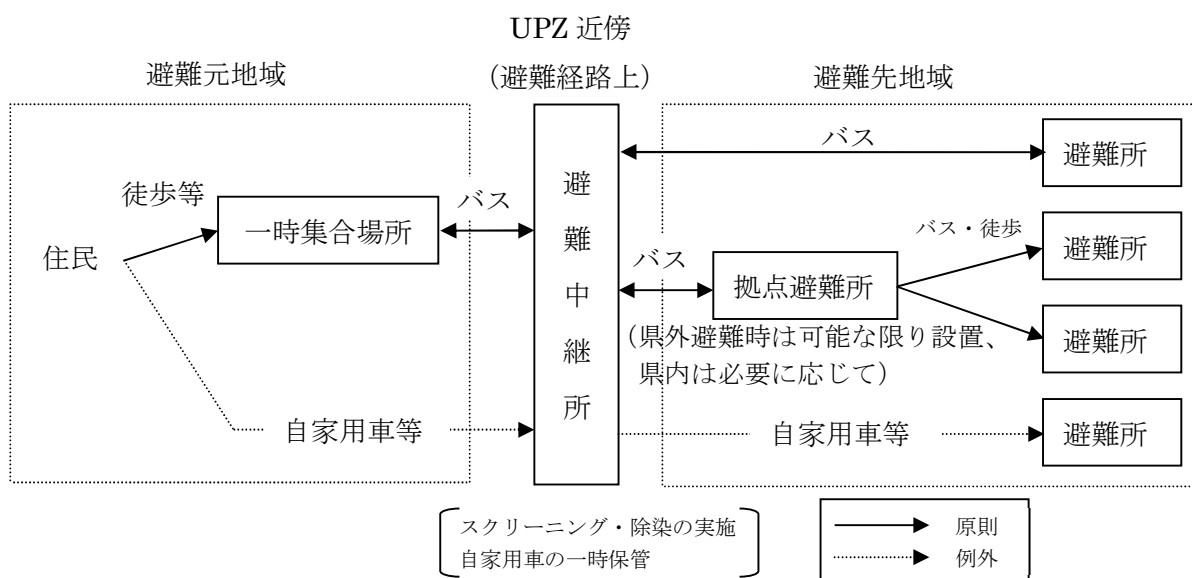 UPZ 近傍
(避難経路上)
避難元地域
避難先地域
住民
徒歩等
一時集合場所
バス
自家用車等
避難中継所
バス
避難所
バス
拠点避難所
バス・徒歩
避難所
避難所
(県外避難時は可能な限り設置、
県内は必要に応じて)
自家用車等
避難所
スクリーニング・除染の実施
自家用車の一時保管
原則
例外